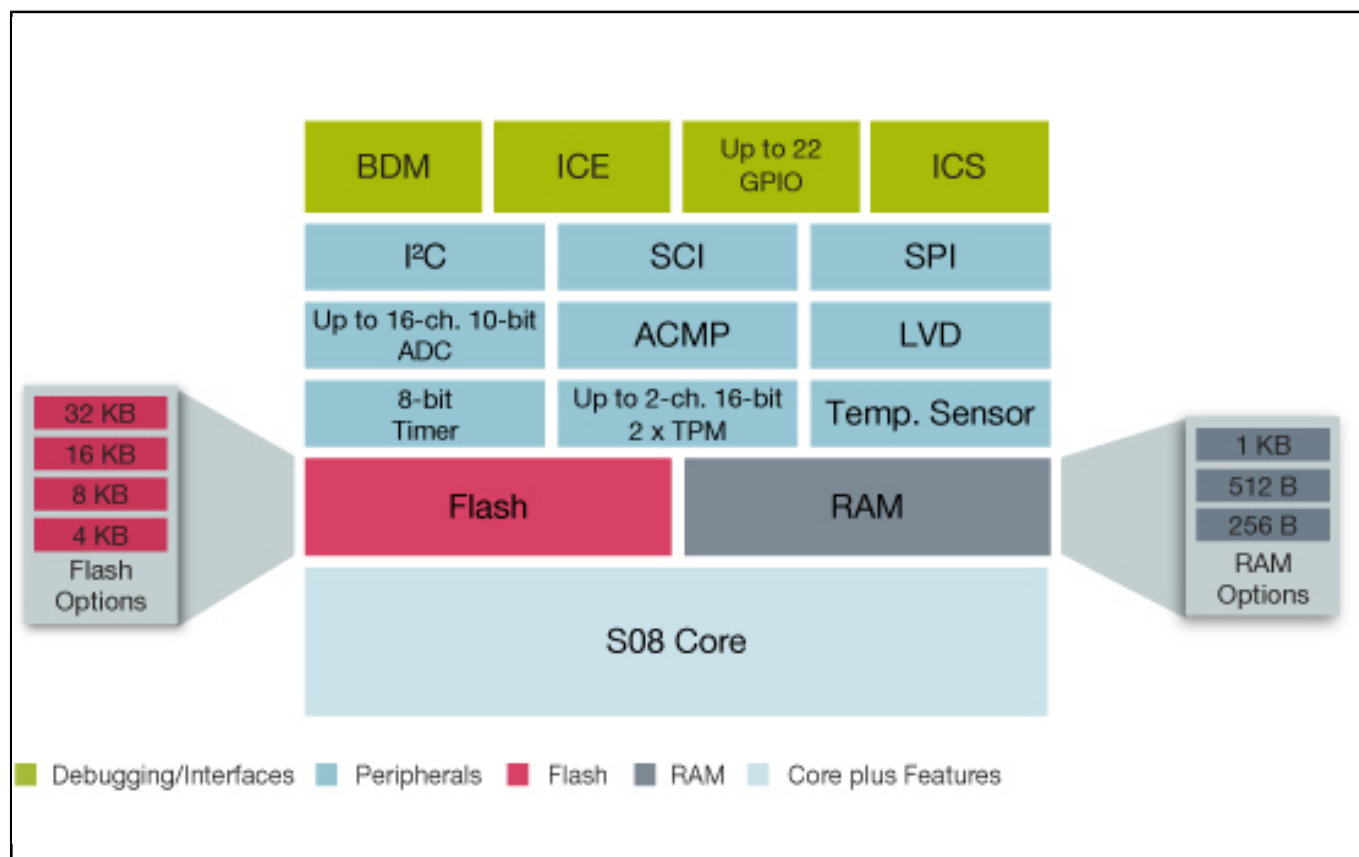 BDM
ICE
Up to 22
GPIO
ICS
I²C
SCI
SPI
Up to 16-ch. 10-bit
ADC
ACMP
LVD
8-bit
Timer
Up to 2-ch. 16-bit
2 x TPM
Temp. Sensor
32 KB
16 KB
8 KB
4 KB
Flash
Options
Flash
RAM
1 KB
512 B
256 B
RAM
Options
S08 Core
Debugging/Interfaces
Peripherals
Flash
RAM
Core plus Features